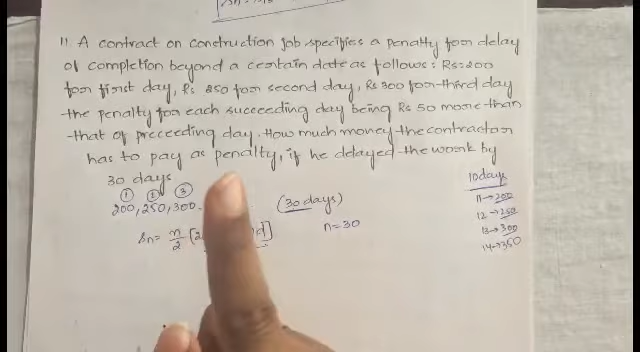 11. A contract on construction job specifies a penalty for delay
of completion beyond a certain date as follows: Rs.200
for first day, Rs 250 for second day, Rs 300 for third day
the penalty for each succeeding day being Rs 50 more than
that of preceeding day. How much money the contractor
has to pay as penalty, if he delayed the work by
30 days
① ② ③
200, 250, 300.
(30 days)
Sn = n/2 [2 d]
n=30
10 days
11 → 200
12 → 250
13 → 300
14 → 350